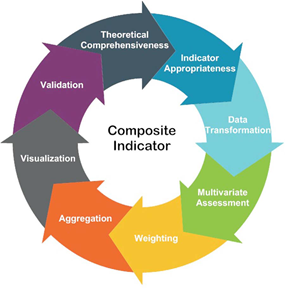 Theoretical
Comprehensiveness
Indicator
Appropriateness
Data
Transformation
Multivariate
Assessment
Weighting
Aggregation
Visualization
Validation
Composite
Indicator